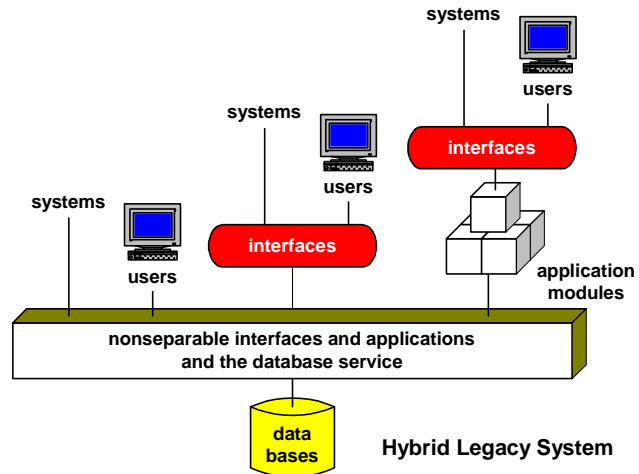 systems
users
interfaces
systems
users
interfaces
systems
users
application
modules
nonseparable interfaces and applications
and the database service
data
bases
Hybrid Legacy System